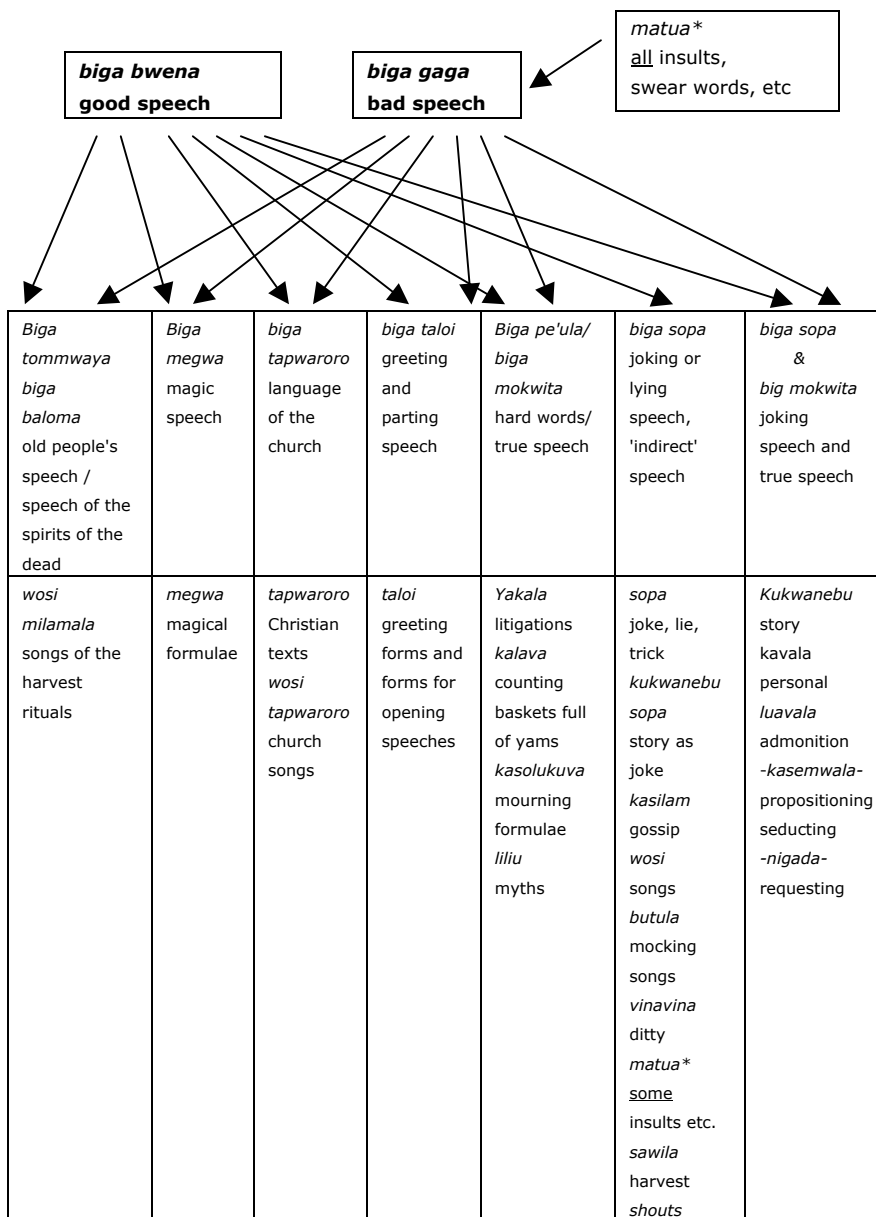 biga bwena
good speech
biga gaga
bad speech
matua*
all insults,
swear words, etc
Biga
tommwaya
biga
baloma
old people's
speech /
speech of the
spirits of the
dead
Biga
megwa
magic
speech
biga
tapwaroro
language
of the
church
biga taloi
greeting
and
parting
speech
Biga pe'ula/
biga
mokwita
hard words/
true speech
biga sopa
joking or
lying
speech,
'indirect'
speech
biga sopa
&
big mokwita
joking
speech and
true speech
wosi
milamala
songs of the
harvest
rituals
megwa
magical
formulae
tapwaroro
Christian
texts
wosi
tapwaroro
church
songs
taloi
greeting
forms and
forms for
opening
speeches
Yakala
litigations
kalava
counting
baskets full
of yams
kasolukuva
mourning
formulae
liliu
myths
sopa
joke, lie,
trick
kukwanebu
sopa
story as
joke
kasilam
gossip
wosi
songs
butula
mocking
songs
vinavina
ditty
matua*
some
insults etc.
sawila
harvest
shouts
Kukwanebu
story
kavala
personal
luavala
admonition
-kasemwala-
propositioning
seducting
-nigada-
requesting